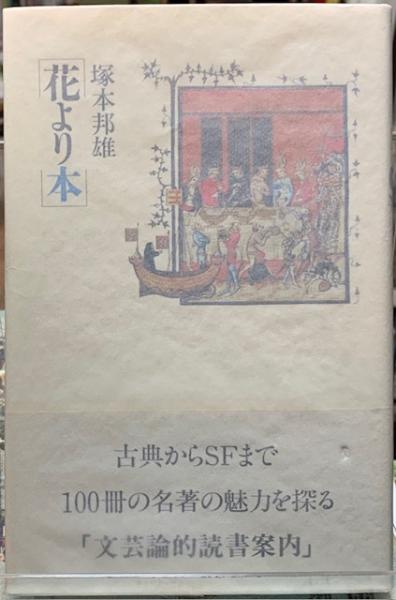 塚本邦雄
花より本
古典からSFまで
100冊の名著の魅力を探る
「文芸論的読書案内」